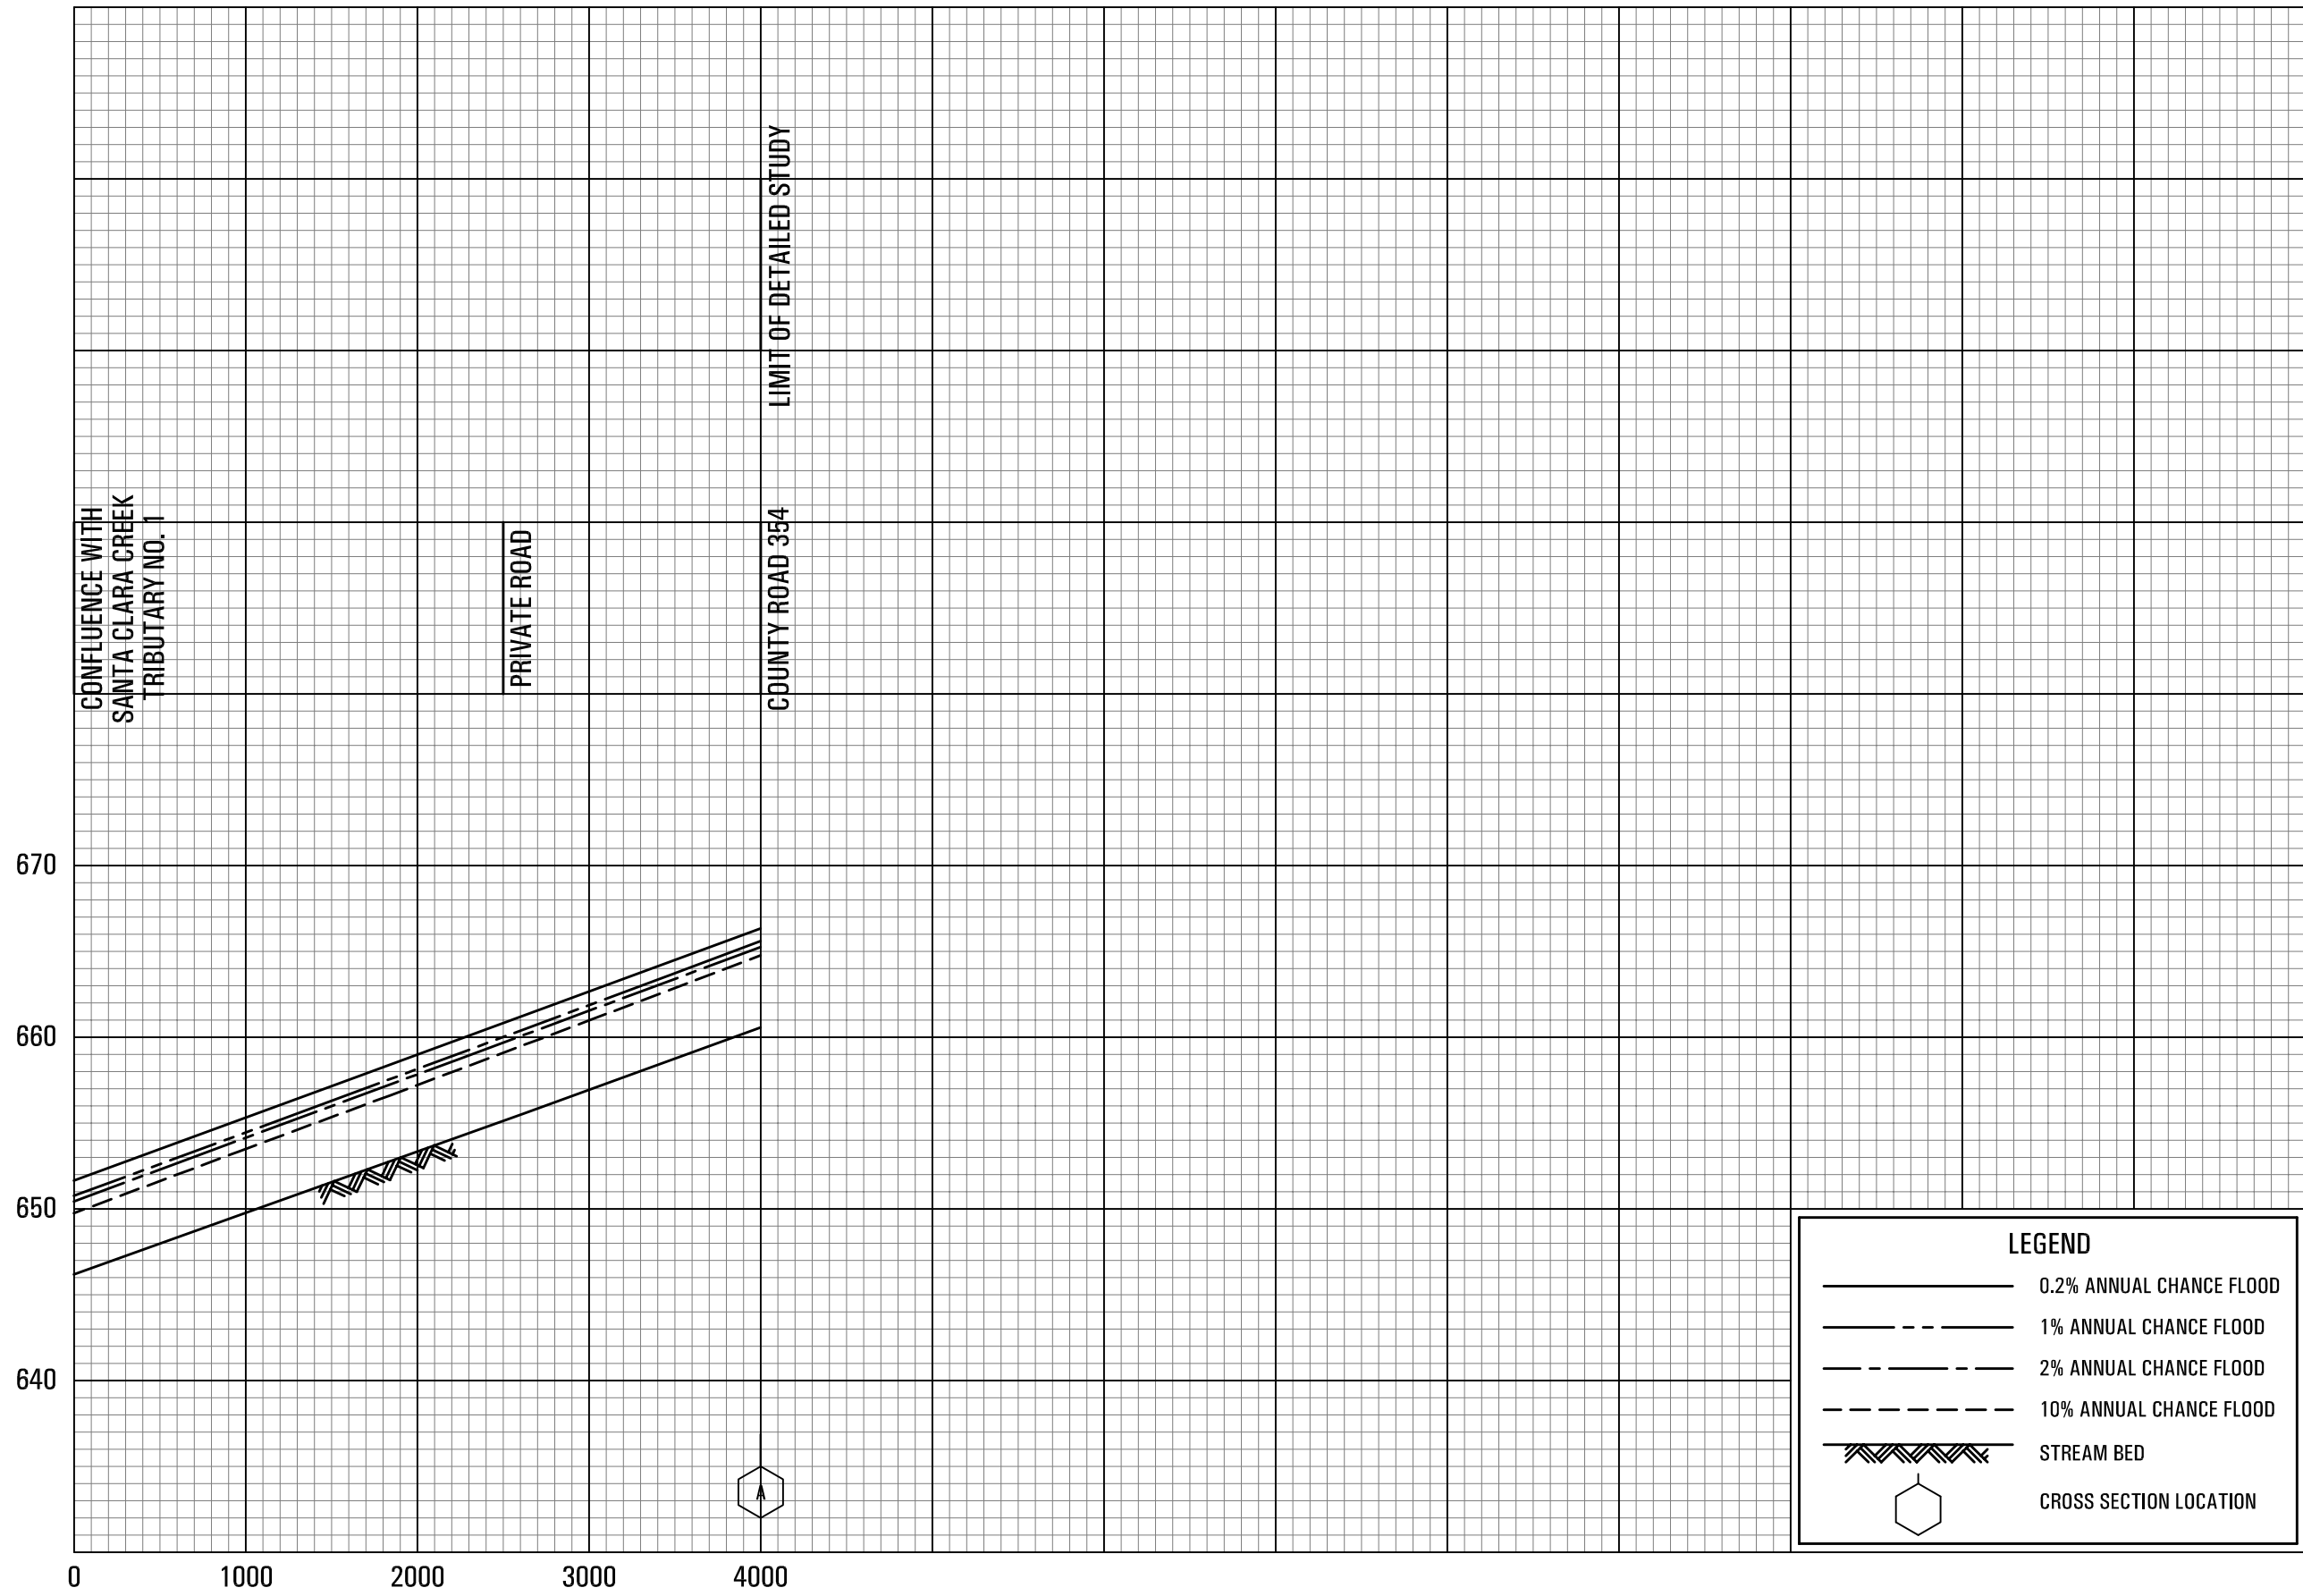 LIMIT OF DETAILED STUDY
CONFLUENCE WITH
SANTA CLARA CREEK
TRIBUTARY NO. 1
PRIVATE ROAD
COUNTY ROAD 354
670
660
650
640
A
0 1000 2000 3000 4000
LEGEND
0.2% ANNUAL CHANCE FLOOD
1% ANNUAL CHANCE FLOOD
2% ANNUAL CHANCE FLOOD
10% ANNUAL CHANCE FLOOD
STREAM BED
CROSS SECTION LOCATION